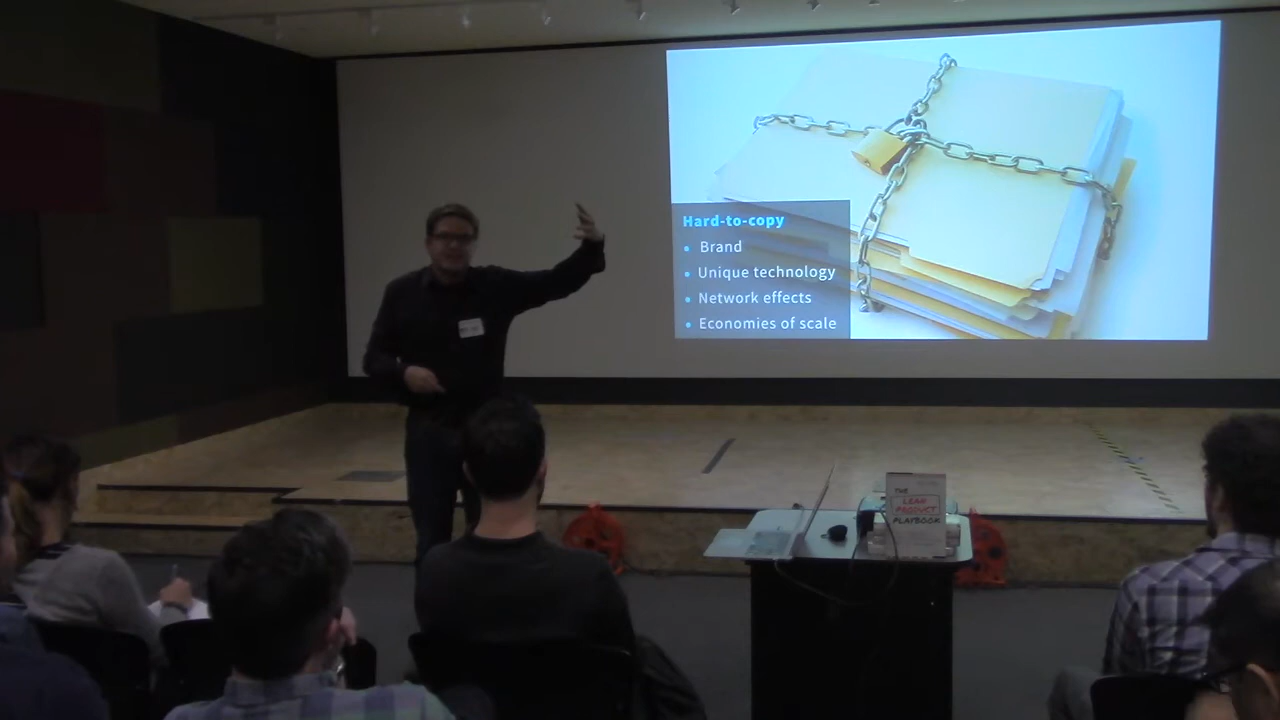 Hard-to-copy
• Brand
• Unique technology
• Network effects
• Economies of scale
THE
LEAN
PRODUCT
PLAYBOOK